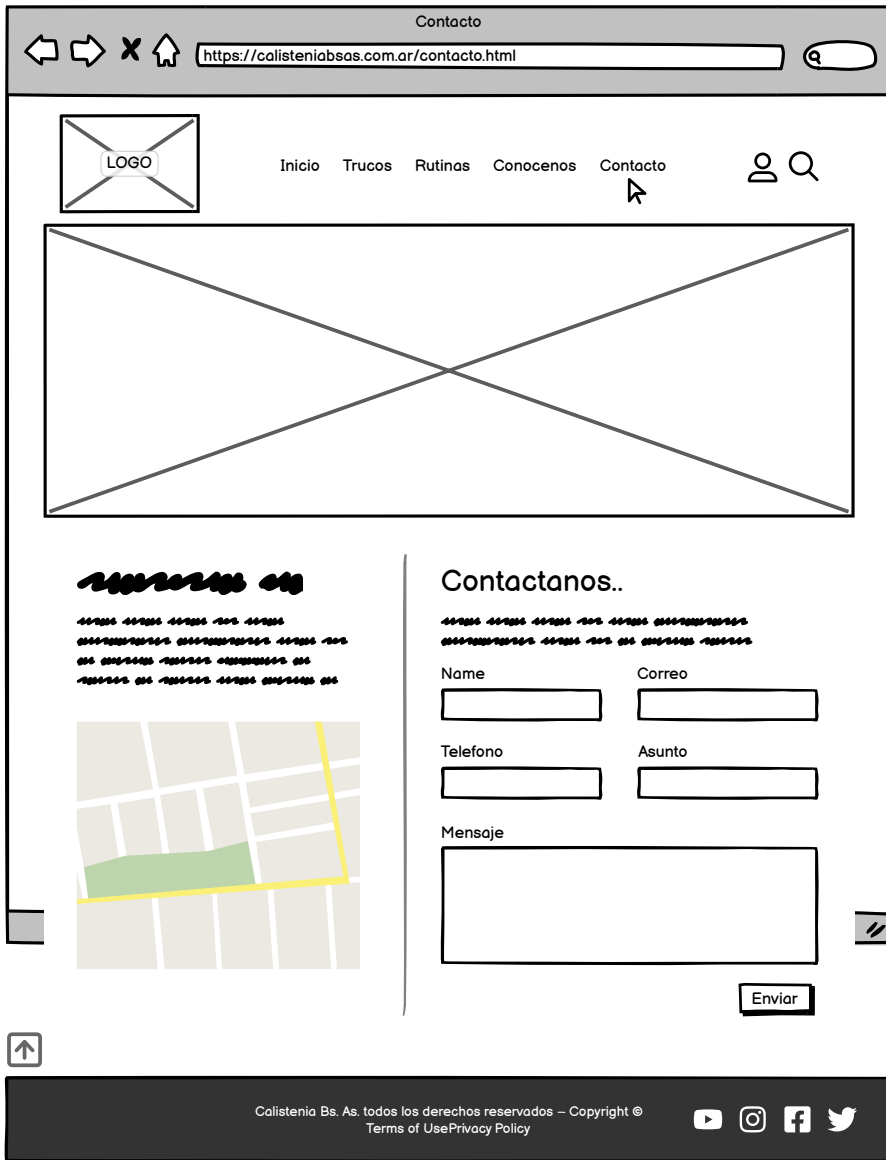 Contacto
https://calisteniabsas.com.ar/contacto.html
LOGO
Inicio Trucos Rutinas Conocenos Contacto
Contactanos..
Name Correo
Telefono Asunto
Mensaje
Enviar
Calistenia Bs. As. todos los derechos reservados – Copyright ©
Terms of UsePrivacy Policy